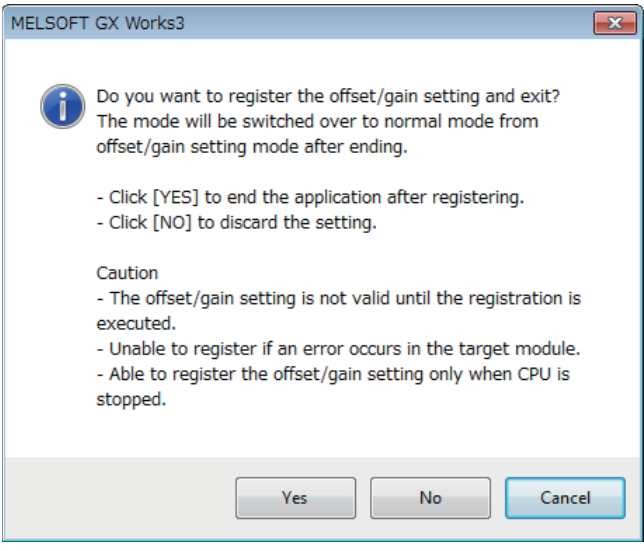 MELSOFT GX Works3
Do you want to register the offset/gain setting and exit?
The mode will be switched over to normal mode from
offset/gain setting mode after ending.
- Click [YES] to end the application after registering.
- Click [NO] to discard the setting.
Caution
- The offset/gain setting is not valid until the registration is
executed.
- Unable to register if an error occurs in the target module.
- Able to register the offset/gain setting only when CPU is
stopped.
Yes
No
Cancel